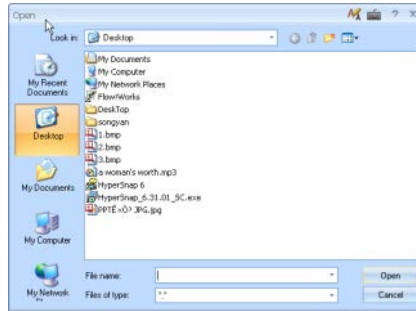 Open
Look in:
Desktop
My Recent
Documents
Desktop
My Documents
My Computer
My Network
My Documents
My Computer
My Network Places
FlowWorks
DeskTop
songyan
1.bmp
2.bmp
3.bmp
a woman's worth.mp3
HyperSnap 6
HyperSnap_6.31.01_SC.exe
File name:
Open
Files of type:
*.*
Cancel